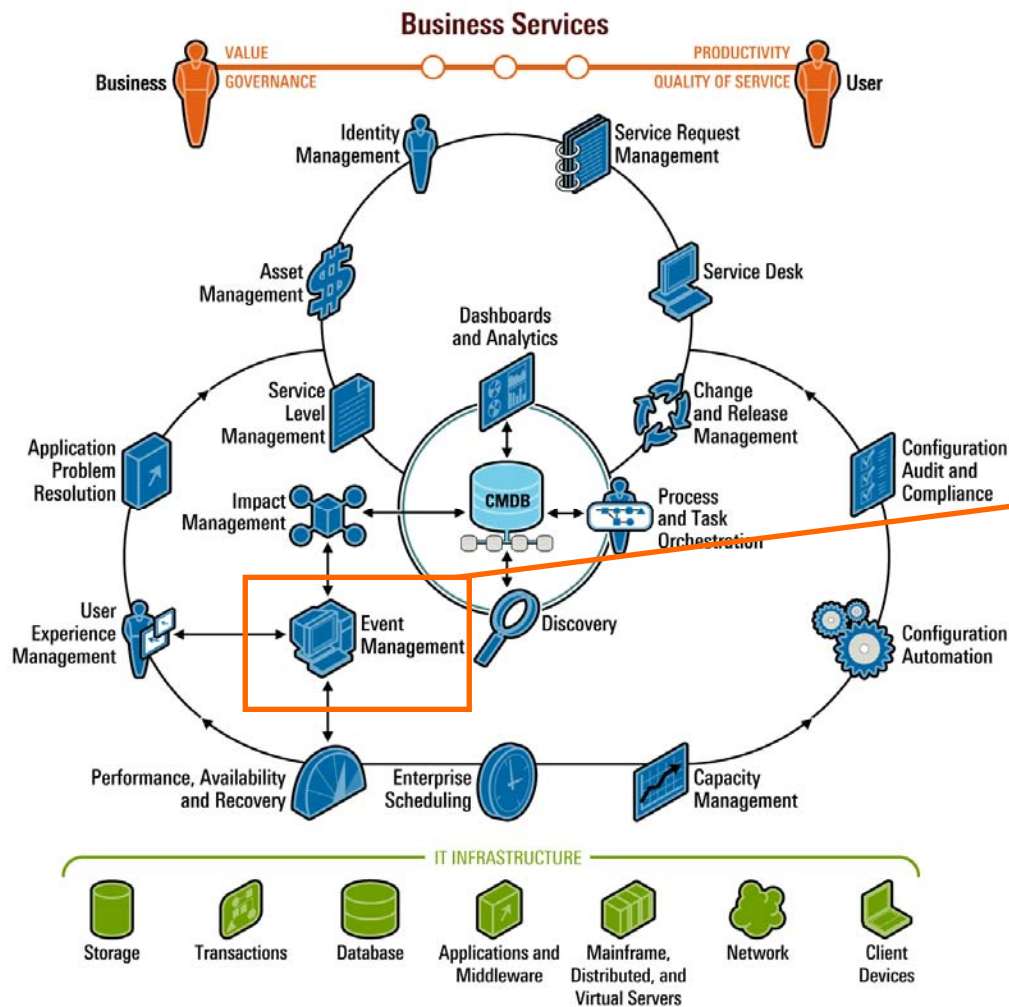 Business Services
VALUE
PRODUCTIVITY
Business
User
GOVERNANCE
QUALITY OF SERVICE
Identity
Management
Service Request
Management
Asset
Management
Service Desk
Dashboards
and Analytics
Service
Level
Management
Change
and Release
Management
Application
Problem
Resolution
Configuration
Audit and
Compliance
Impact
Management
CMDB
Process
and Task
Orchestration
User
Experience
Management
Event
Management
Discovery
Configuration
Automation
Performance, Availability
and Recovery
Enterprise
Scheduling
Capacity
Management
IT INFRASTRUCTURE
Storage
Transactions
Database
Applications and
Middleware
Mainframe,
Distributed, and
Virtual Servers
Network
Client
Devices